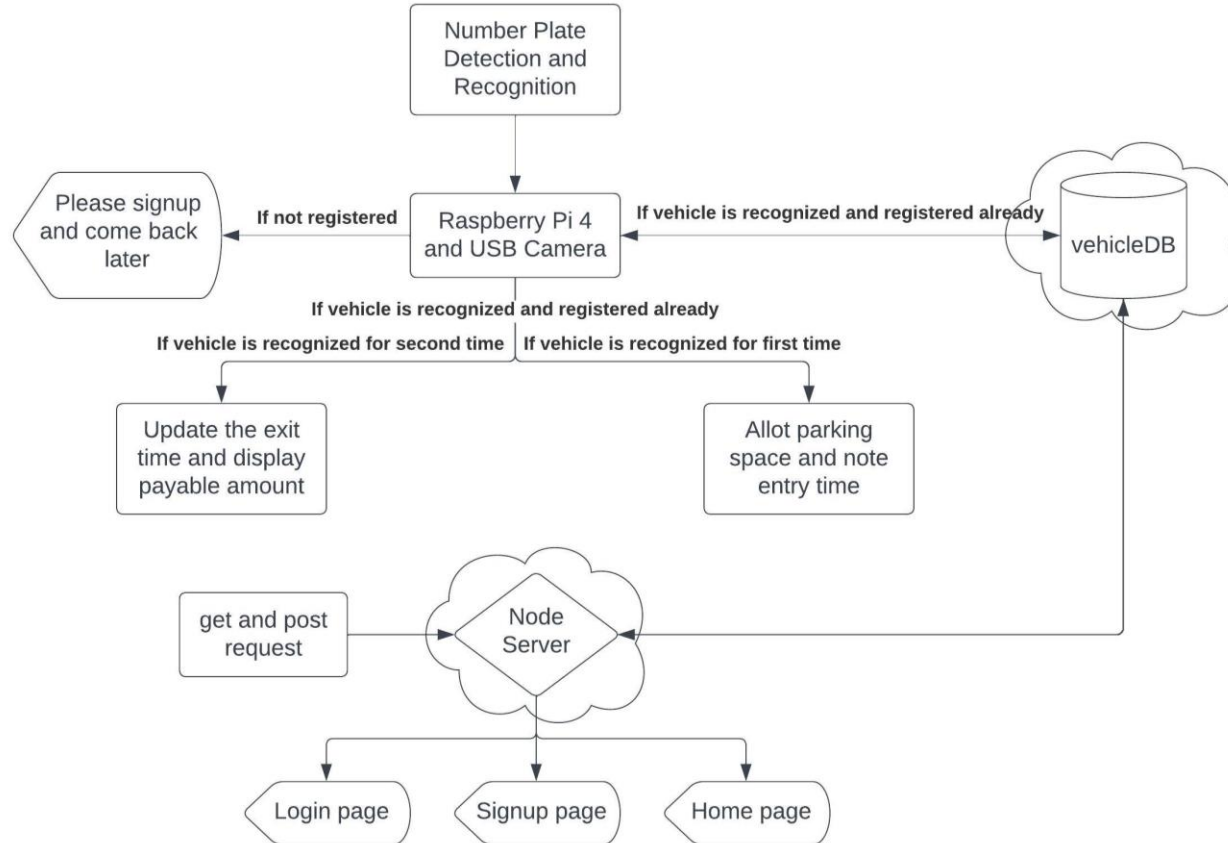 Number Plate
Detection and
Recognition
Please signup
and come back
later
If not registered
Raspberry Pi 4
and USB Camera
If vehicle is recognized and registered already
vehicleDB
If vehicle is recognized and registered already
If vehicle is recognized for second time
If vehicle is recognized for first time
Update the exit
time and display
payable amount
Allot parking
space and note
entry time
get and post
request
Node
Server
Login page
Signup page
Home page